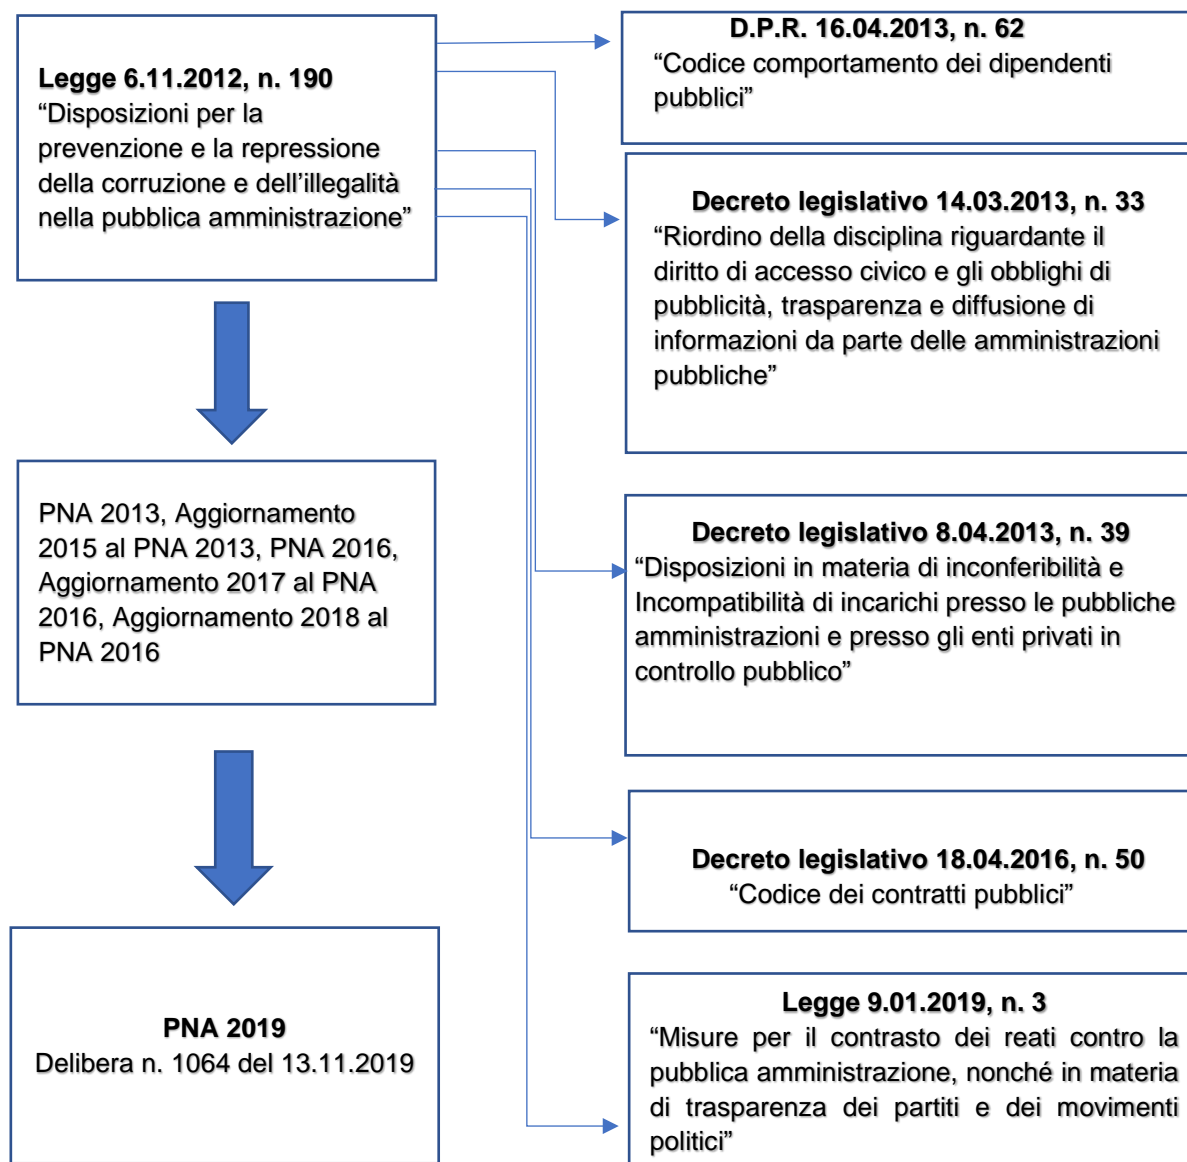 Legge 6.11.2012, n. 190
“Disposizioni per la
prevenzione e la repressione
della corruzione e dell’illegalità
nella pubblica amministrazione”
PNA 2013, Aggiornamento
2015 al PNA 2013, PNA 2016,
Aggiornamento 2017 al PNA
2016, Aggiornamento 2018 al
PNA 2016
PNA 2019
Delibera n. 1064 del 13.11.2019
D.P.R. 16.04.2013, n. 62
“Codice comportamento dei dipendenti
pubblici”
Decreto legislativo 14.03.2013, n. 33
“Riordino della disciplina riguardante il
diritto di accesso civico e gli obblighi di
pubblicità, trasparenza e diffusione di
informazioni da parte delle amministrazioni
pubbliche”
Decreto legislativo 8.04.2013, n. 39
“Disposizioni in materia di inconferibilità e
Incompatibilità di incarichi presso le pubbliche
amministrazioni e presso gli enti privati in
controllo pubblico”
Decreto legislativo 18.04.2016, n. 50
“Codice dei contratti pubblici”
Legge 9.01.2019, n. 3
“Misure per il contrasto dei reati contro la
pubblica amministrazione, nonché in materia
di trasparenza dei partiti e dei movimenti
politici”